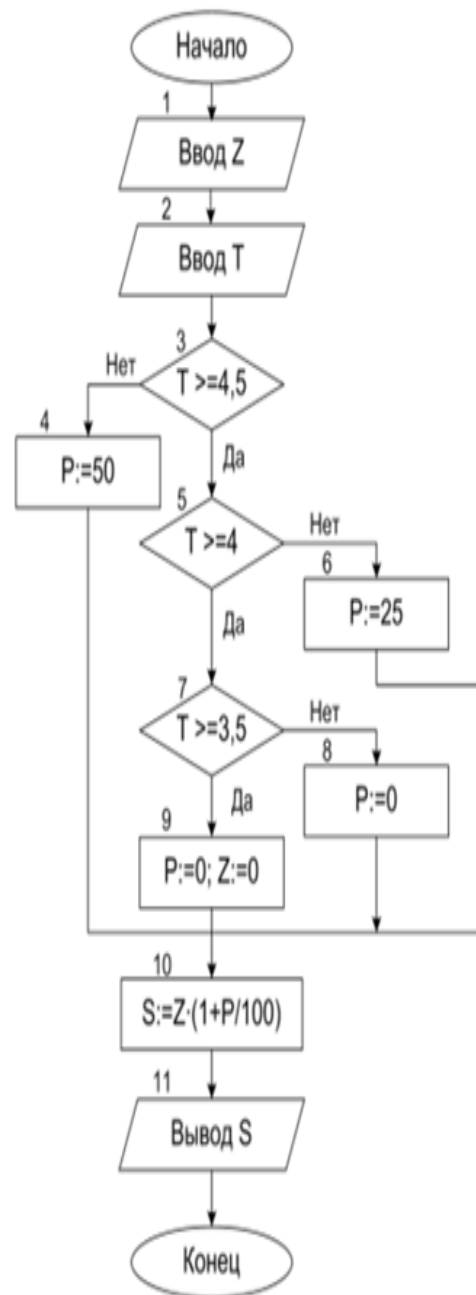 Начало
1
Ввод Z
2
Ввод T
3
Нет
T >=4,5
4
Да
P:=50
5
Нет
T >=4
6
P:=25
Да
7
Нет
T >=3,5
8
Да
P:=0
9
P:=0; Z:=0
10
S:=Z·(1+P/100)
11
Вывод S
Конец